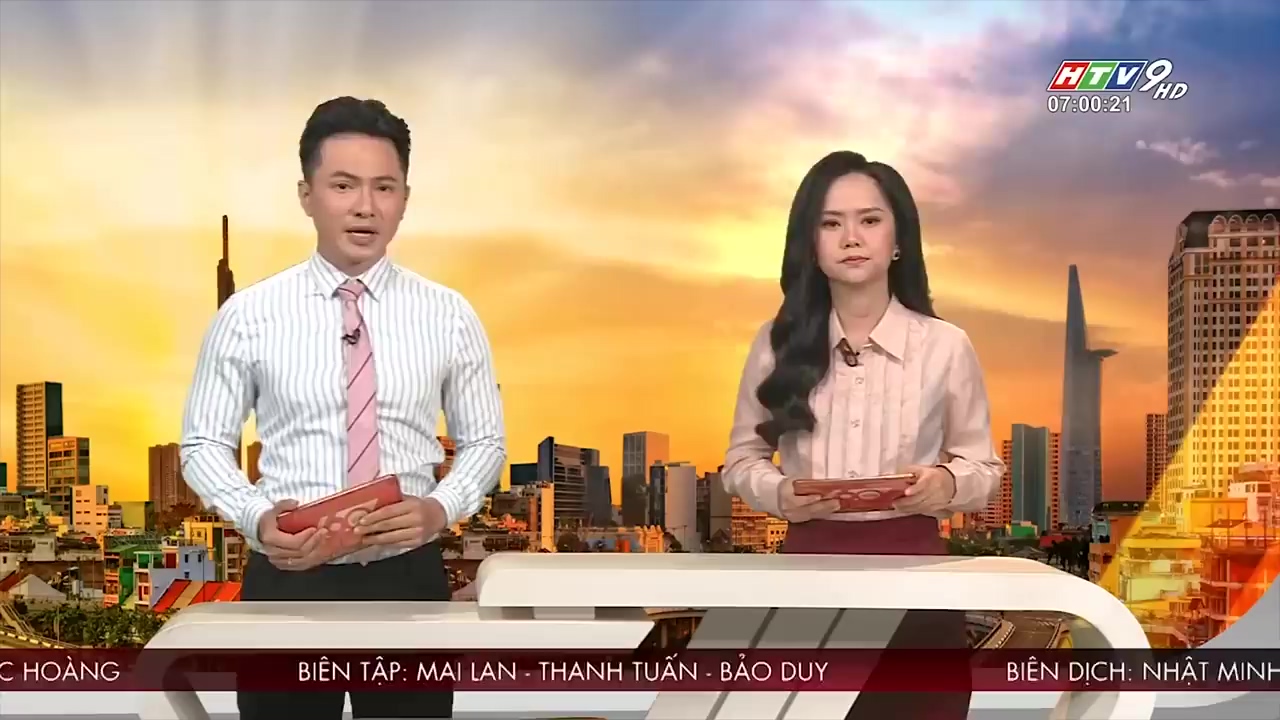 HTV9 HD
07:00:21
C HOÀNG BIÊN TẬP: MAI LAN - THANH TUẤN - BẢO DUY BIÊN DỊCH: NHẬT MINH